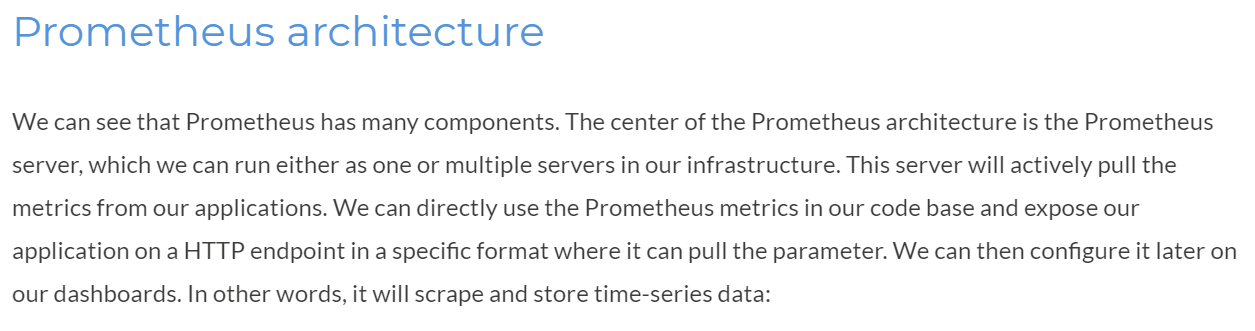 Prometheus architecture
We can see that Prometheus has many components. The center of the Prometheus architecture is the Prometheus
server, which we can run either as one or multiple servers in our infrastructure. This server will actively pull the
metrics from our applications. We can directly use the Prometheus metrics in our code base and expose our
application on a HTTP endpoint in a specific format where it can pull the parameter. We can then configure it later on
our dashboards. In other words, it will scrape and store time-series data: